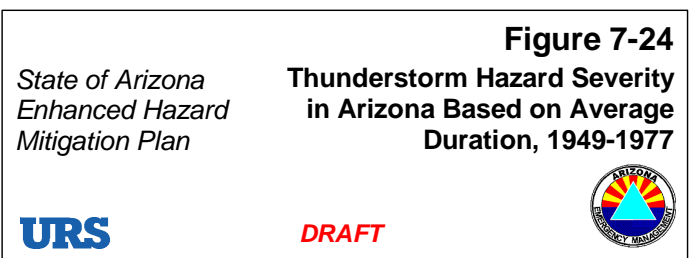 Figure 7-24
State of Arizona
Enhanced Hazard
Mitigation Plan
Thunderstorm Hazard Severity
in Arizona Based on Average
Duration, 1949-1977
URS
DRAFT
ARIZONA
EMERGENCY MANAGEMENT